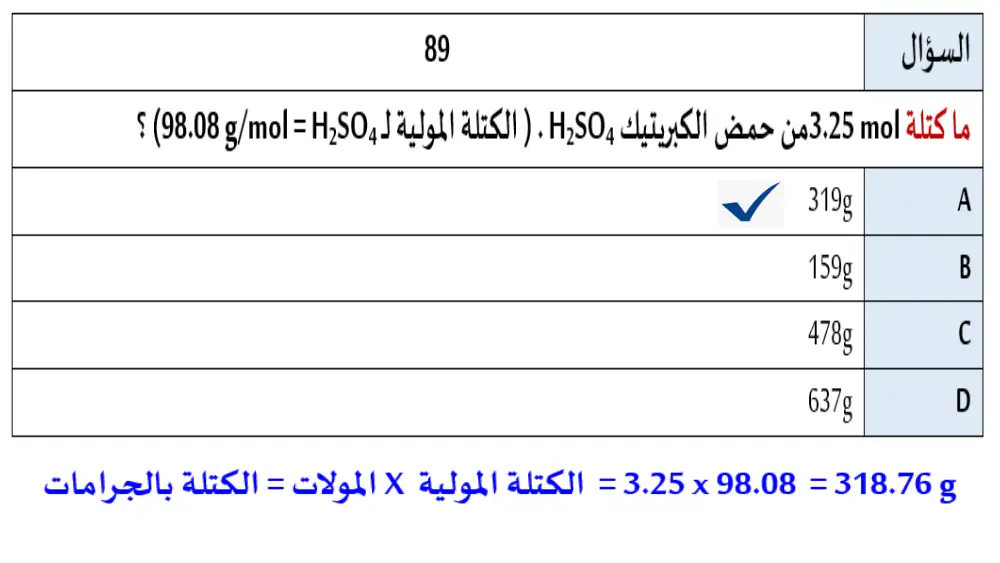 السؤال 89
ما كتلة 3.25 mol من حمض الكبريتيك H₂SO₄ . ( الكتلة المولية لـ H₂SO₄ = 98.08 g/mol) ؟
A 319g
B 159g
C 478g
D 637g
الكتلة بالجرامات = المولات X الكتلة المولية = 3.25 x 98.08 = 318.76 g